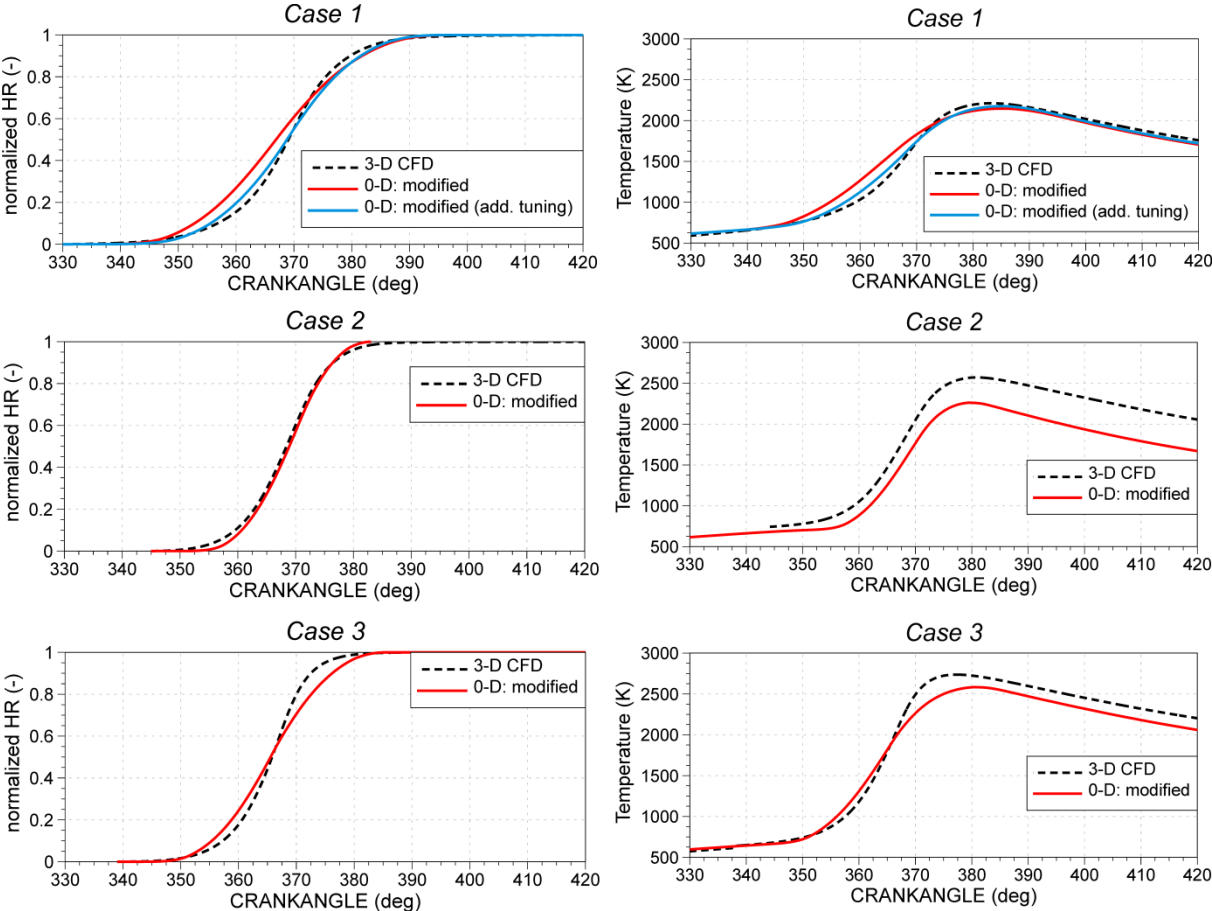 Case 1
normalized HR (-)
1
0.8
0.6
0.4
0.2
0
3-D CFD
0-D: modified
0-D: modified (add. tuning)
330 340 350 360 370 380 390 400 410 420
CRANKANGLE (deg)
Case 1
Temperature (K)
3000
2500
2000
1500
1000
500
3-D CFD
0-D: modified
0-D: modified (add. tuning)
330 340 350 360 370 380 390 400 410 420
CRANKANGLE (deg)
Case 2
normalized HR (-)
1
0.8
0.6
0.4
0.2
0
3-D CFD
0-D: modified
330 340 350 360 370 380 390 400 410 420
CRANKANGLE (deg)
Case 2
Temperature (K)
3000
2500
2000
1500
1000
500
3-D CFD
0-D: modified
330 340 350 360 370 380 390 400 410 420
CRANKANGLE (deg)
Case 3
normalized HR (-)
1
0.8
0.6
0.4
0.2
0
3-D CFD
0-D: modified
330 340 350 360 370 380 390 400 410 420
CRANKANGLE (deg)
Case 3
Temperature (K)
3000
2500
2000
1500
1000
500
3-D CFD
0-D: modified
330 340 350 360 370 380 390 400 410 420
CRANKANGLE (deg)